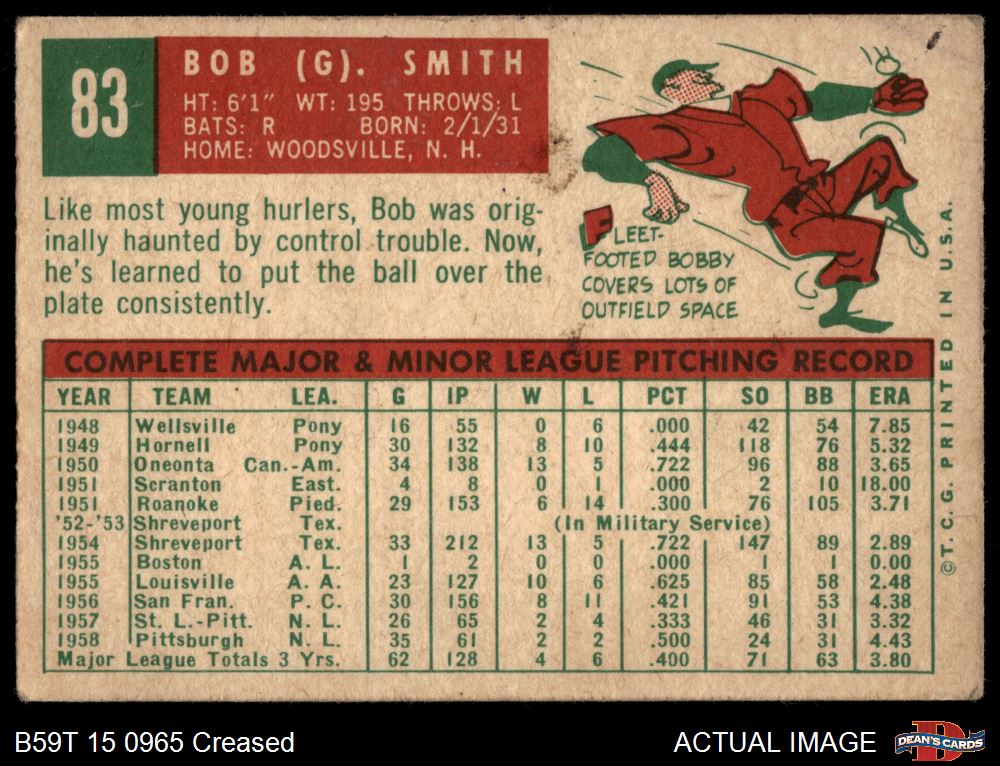 83
BOB (G). SMITH
HT: 6'1" WT: 195 THROWS: L
BATS: R BORN: 2/1/31
HOME: WOODSVILLE, N. H.
Like most young hurlers, Bob was orig-
inally haunted by control trouble. Now,
he's learned to put the ball over the
plate consistently.
FLEET-
FOOTED BOBBY
COVERS LOTS OF
OUTFIELD SPACE
COMPLETE MAJOR & MINOR LEAGUE PITCHING RECORD
YEAR TEAM LEA. G IP W L PCT SO BB ERA
1948 Wellsville Pony 16 55 0 6 .000 42 54 7.85
1949 Hornell Pony 30 132 8 10 .444 118 76 5.32
1950 Oneonta Can.-Am. 34 138 13 5 .722 96 88 3.65
1951 Scranton East. 4 8 0 1 .000 2 10 18.00
1951 Roanoke Pied. 29 153 6 14 .300 76 105 3.71
'52-'53 Shreveport Tex. (In Military Service)
1954 Shreveport Tex. 33 212 13 5 .722 147 89 2.89
1955 Boston A. L. 1 2 0 0 .000 1 1 0.00
1955 Louisville A. A. 23 127 10 6 .625 85 58 2.48
1956 San Fran. P. C. 30 156 8 11 .421 91 53 4.38
1957 St. L.-Pitt. N. L. 26 65 2 4 .333 46 31 3.32
1958 Pittsburgh N. L. 35 61 2 2 .500 24 31 4.43
Major League Totals 3 Yrs. 62 128 4 6 .400 71 63 3.80
©T. C. G. PRINTED IN U.S.A.
B59T 15 0965 Creased
ACTUAL IMAGE
DEAN'S CARDS